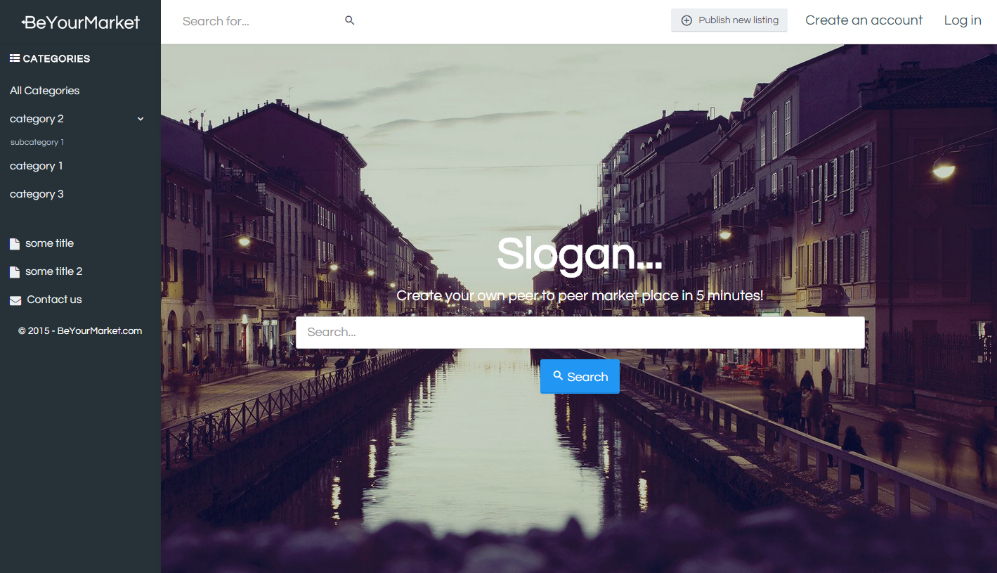 BeYourMarket
Search for...
Publish new listing
Create an account
Log in
CATEGORIES
All Categories
category 2
subcategory 1
category 1
category 3
some title
some title 2
Contact us
© 2015 - BeYourMarket.com
Slogan...
Create your own peer to peer market place in 5 minutes!
Search...
Search